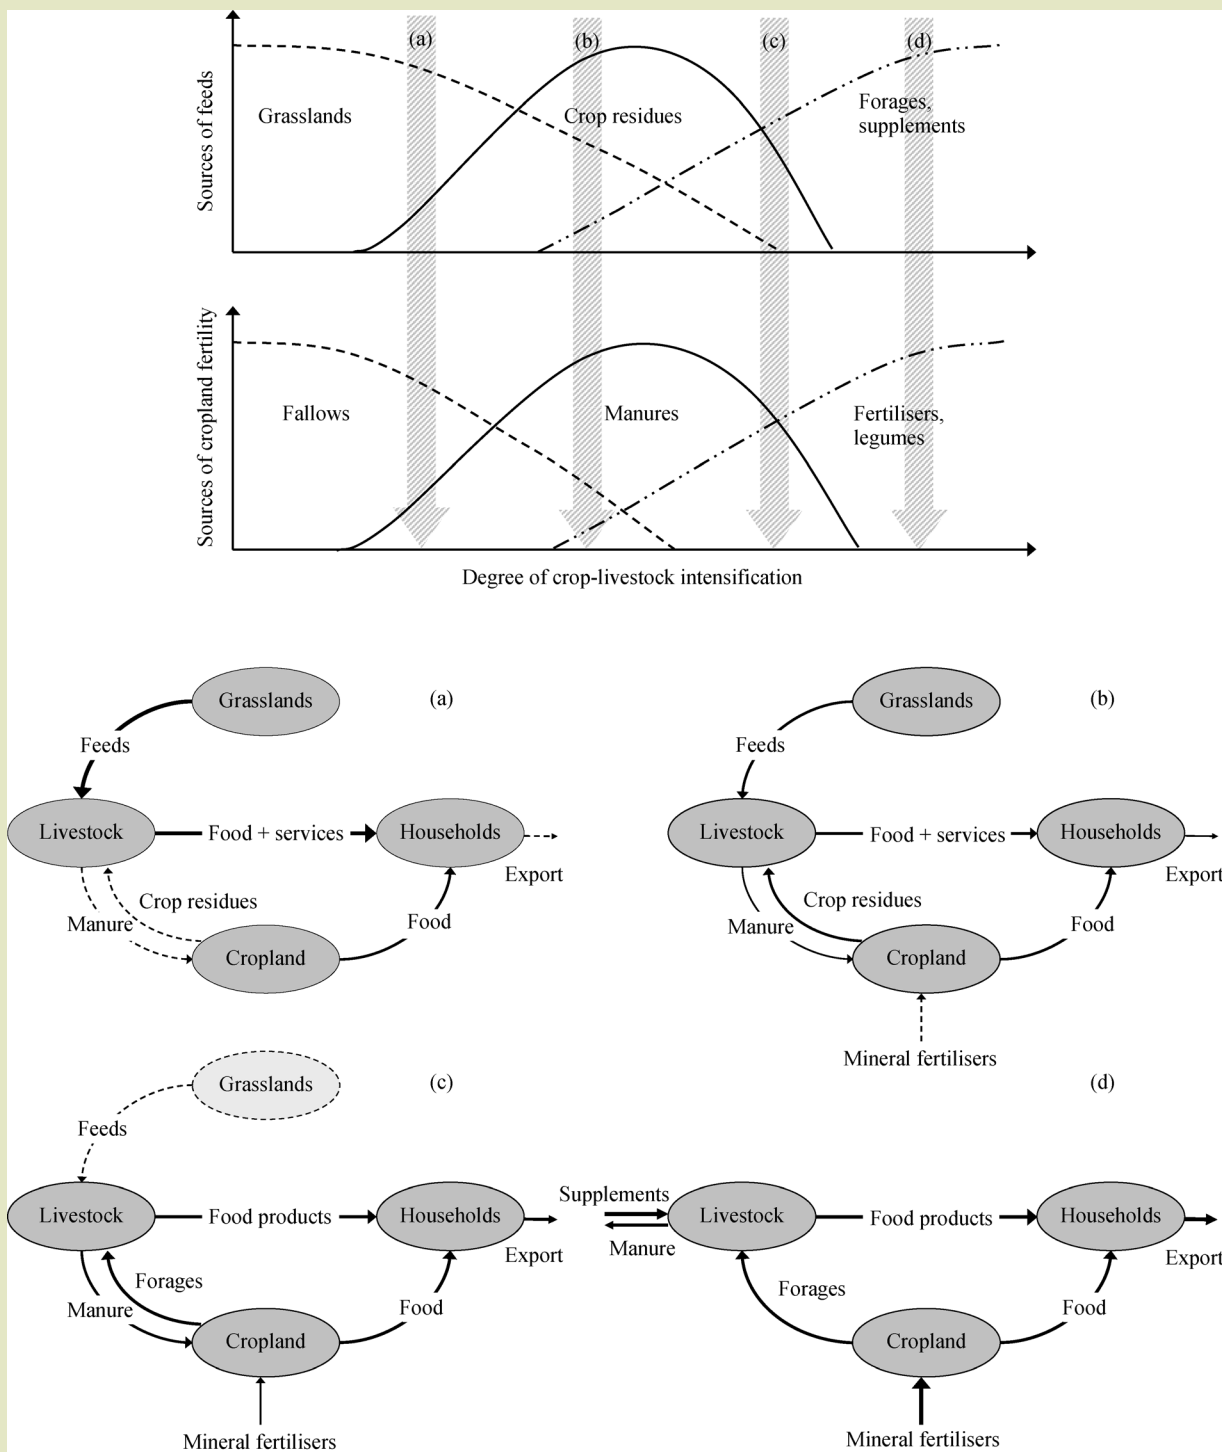 (a)
(b)
(c)
(d)
Sources of feeds
Grasslands
Crop residues
Forages,
supplements
Sources of cropland fertility
Fallows
Manures
Fertilisers,
legumes
Degree of crop-livestock intensification
Grasslands
(a)
Feeds
Livestock
Food + services
Households
Export
Crop residues
Manure
Food
Cropland
Grasslands
(b)
Feeds
Livestock
Food + services
Households
Export
Crop residues
Manure
Food
Cropland
Mineral fertilisers
Grasslands
(c)
Feeds
Livestock
Food products
Households
Export
Forages
Manure
Food
Cropland
Mineral fertilisers
(d)
Supplements
Manure
Livestock
Food products
Households
Export
Forages
Food
Cropland
Mineral fertilisers